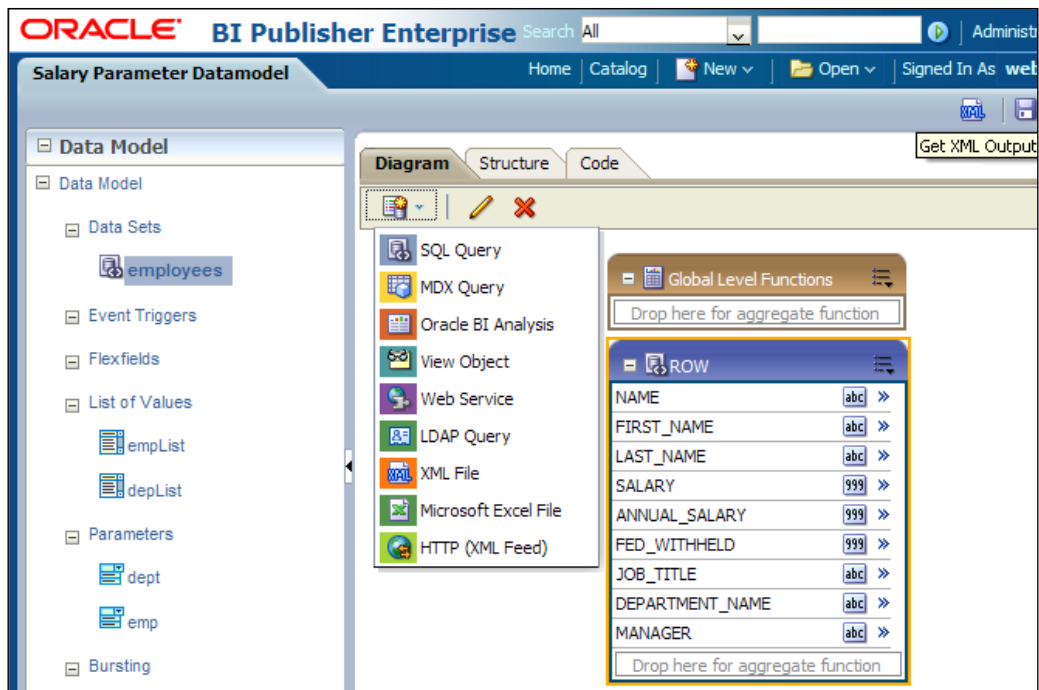 ORACLE BI Publisher Enterprise Search All Administr
Salary Parameter Datamodel Home Catalog New Open Signed In As web
XML
Get XML Output
Data Model
Data Model
Data Sets
employees
Event Triggers
Flexfields
List of Values
empList
depList
Parameters
dept
emp
Bursting
Diagram Structure Code
SQL Query
MDX Query
Oracle BI Analysis
View Object
Web Service
LDAP Query
XML XML File
Microsoft Excel File
HTTP (XML Feed)
Global Level Functions
Drop here for aggregate function
ROW
NAME abc
FIRST_NAME abc
LAST_NAME abc
SALARY 999
ANNUAL_SALARY 999
FED_WITHHELD 999
JOB_TITLE abc
DEPARTMENT_NAME abc
MANAGER abc
Drop here for aggregate function